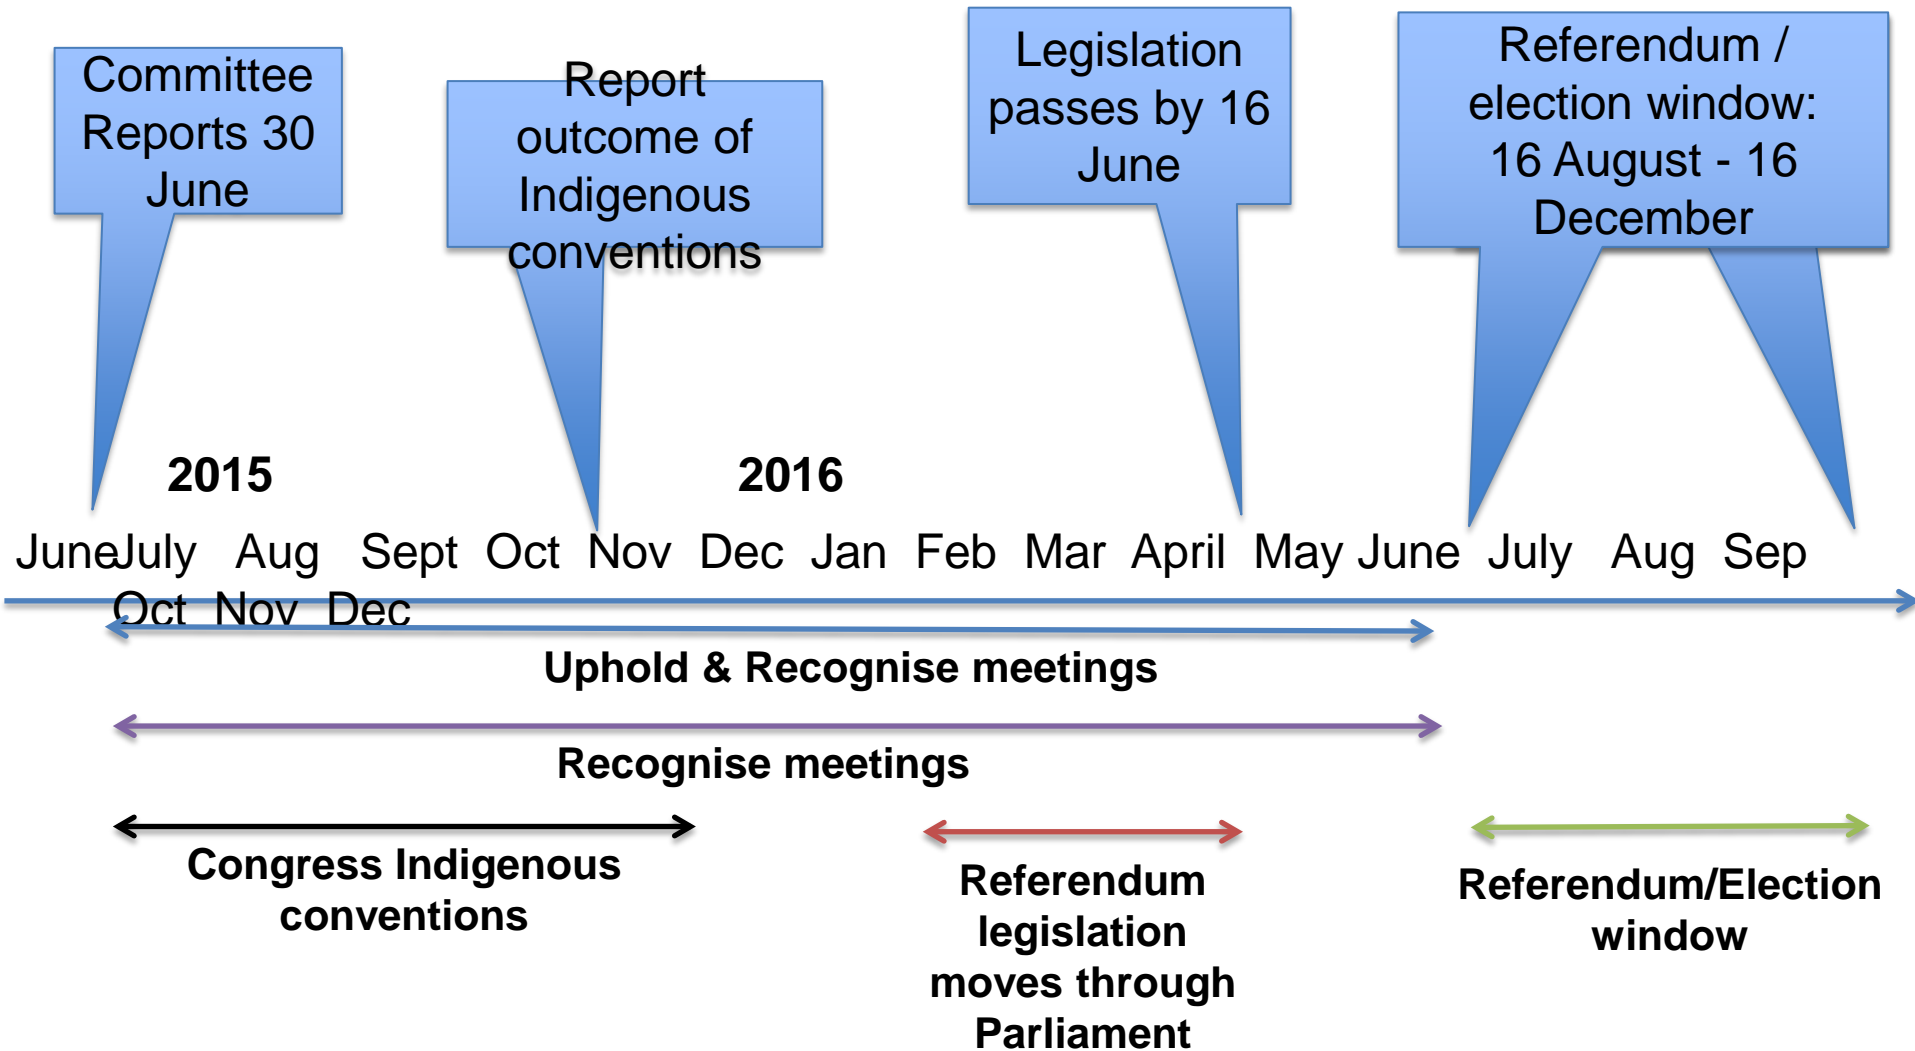 Committee
Reports 30
June
Report
outcome of
Indigenous
conventions
Legislation
passes by 16
June
Referendum /
election window:
16 August - 16
December
2015
2016
JuneJuly Aug Sept Oct Nov Dec Jan Feb Mar April May June July Aug Sep
Oct Nov Dec
Uphold & Recognise meetings
Recognise meetings
Congress Indigenous
conventions
Referendum
legislation
moves through
Parliament
Referendum/Election
window